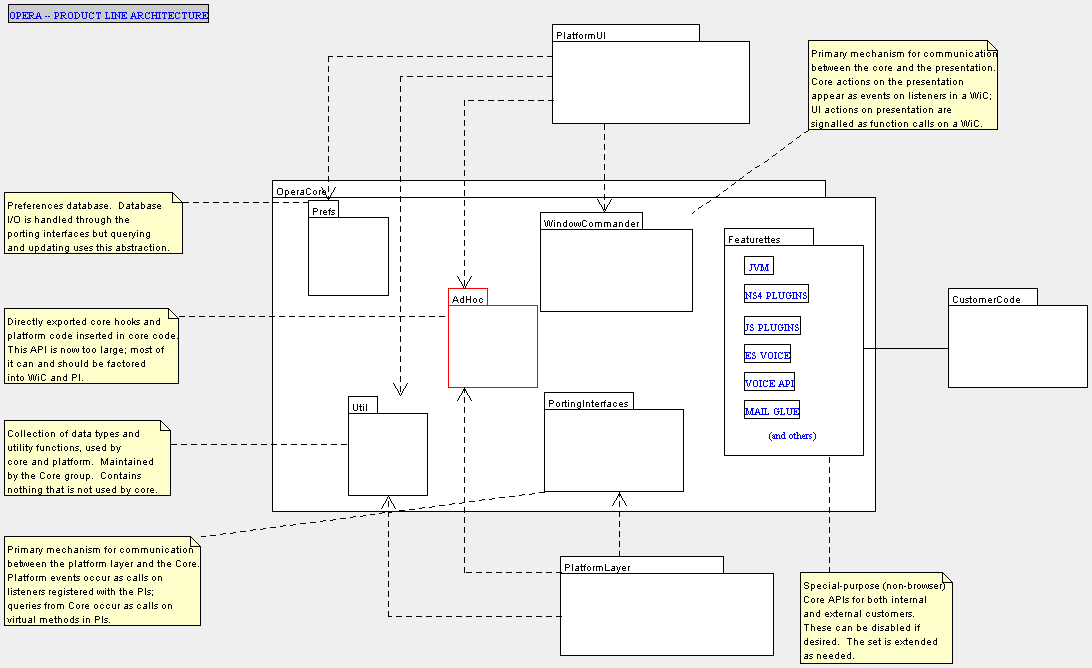 OPERA -- PRODUCT LINE ARCHITECTURE
PlatformUI
Primary mechanism for communication
between the core and the presentation.
Core actions on the presentation
appear as events on listeners in a WiC;
UI actions on presentation are
signalled as function calls on a WiC.
OperaCore
Preferences database.  Database
I/O is handled through the
porting interfaces but querying
and updating uses this abstraction.
Prefs
WindowCommander
Featurettes
JVM
NS4 PLUGINS
JS PLUGINS
ES VOICE
VOICE API
MAIL GLUE
(and others)
CustomerCode
AdHoc
Directly exported core hooks and
platform code inserted in core code.
This API is now too large; most of
it can and should be factored
into WiC and PI.
Util
PortingInterfaces
Collection of data types and
utility functions, used by
core and platform.  Maintained
by the Core group.  Contains
nothing that is not used by core.
Primary mechanism for communication
between the platform layer and the Core.
Platform events occur as calls on
listeners registered with the PIs;
queries from Core occur as calls on
virtual methods in PIs.
PlatformLayer
Special-purpose (non-browser)
Core APIs for both internal
and external customers.
These can be disabled if
desired.  The set is extended
as needed.